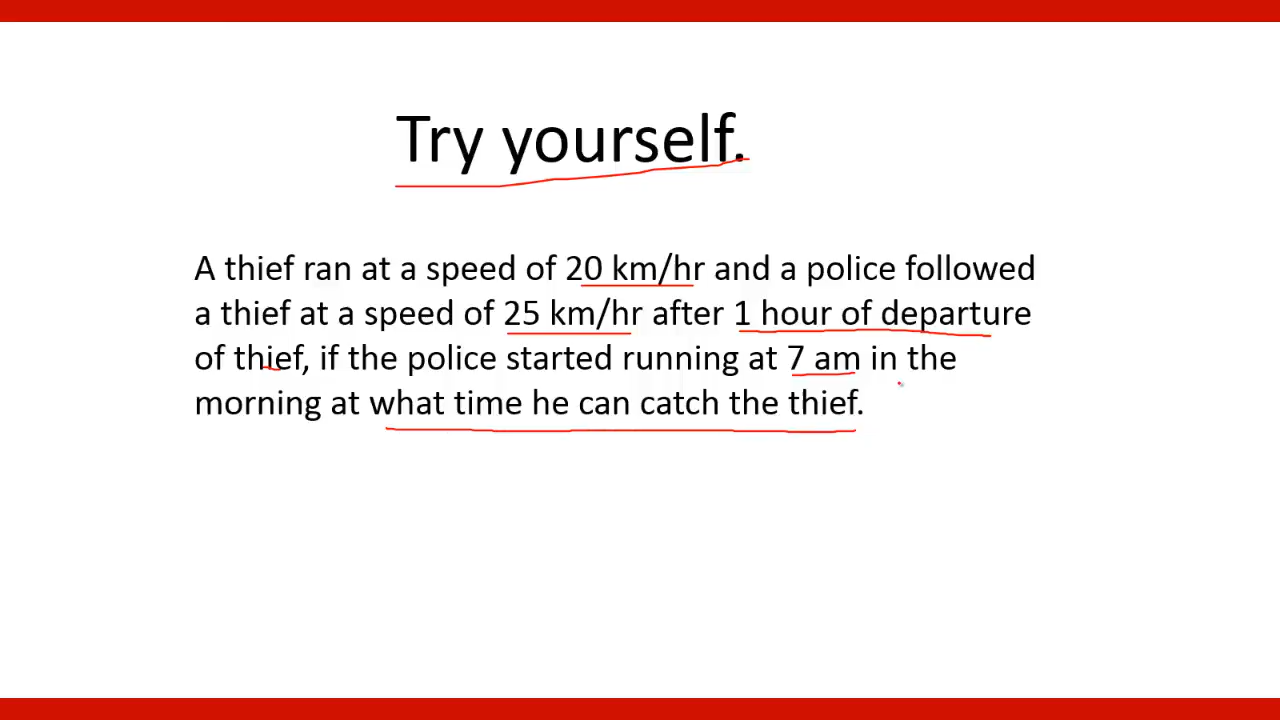 Try yourself.
A thief ran at a speed of 20 km/hr and a police followed
a thief at a speed of 25 km/hr after 1 hour of departure
of thief, if the police started running at 7 am in the
morning at what time he can catch the thief.